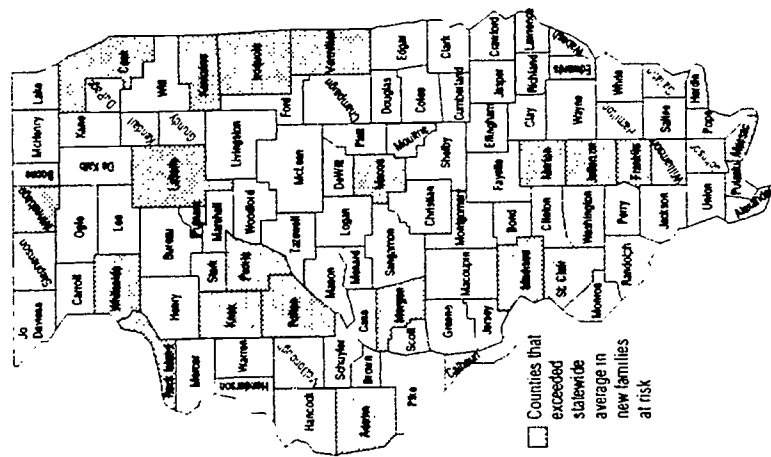 Jo
Daviess
Stephenson
Winnebago
Boone
McHenry
Lake
Carroll
Ogle
De Kalb
Kane
DuPage
Cook
Whiteside
Lee
Kendall
Will
Rock Island
Henry
Bureau
LaSalle
Grundy
Kankakee
Mercer
Putnam
Stark
Marshall
Livingston
Iroquois
Knox
Peoria
Woodford
Henderson
Warren
Ford
Fulton
Tazewell
McLean
Hancock
Schuyler
Mason
Logan
DeWitt
Champaign
Vermilion
Adams
Brown
Cass
Menard
Macon
Piatt
Douglas
Edgar
Pike
Scott
Morgan
Sangamon
Christian
Moultrie
Coles
Shelby
Cumberland
Clark
Calhoun
Greene
Macoupin
Montgomery
Jersey
Fayette
Effingham
Jasper
Crawford
Madison
Bond
Clay
Richland
Lawrence
St. Clair
Clinton
Marion
Wayne
Edwards
Wabash
Monroe
Washington
Jefferson
Randolph
Perry
Franklin
Hamilton
White
Jackson
Williamson
Saline
Union
Pope
Hardin
Pulaski
Massac
Counties that
exceeded
statewide
average in
new families
at risk